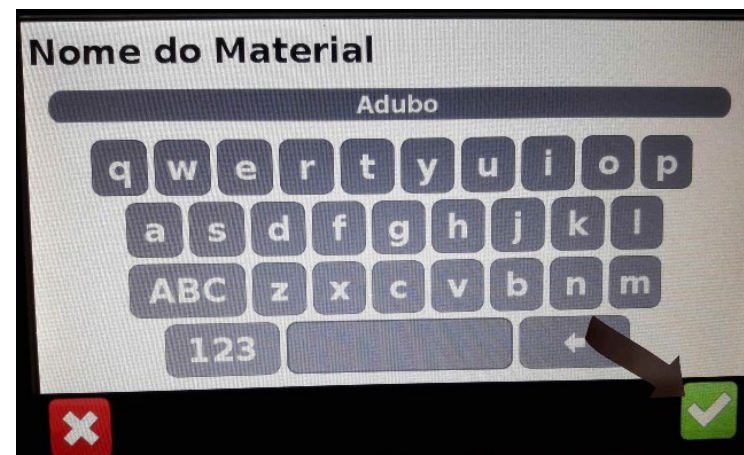 Nome do Material
Adubo
q w e r t y u i o p
a s d f g h j k l
ABC z x c v b n m
123